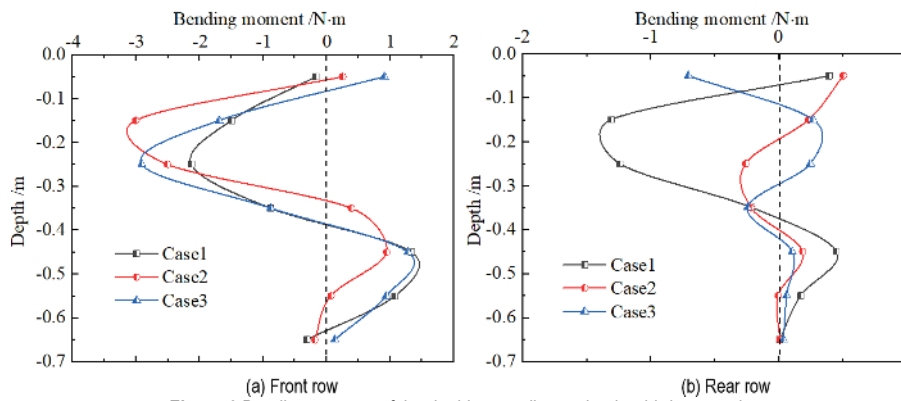 Bending moment /N·m
-4 -3 -2 -1 0 1 2
0.0
-0.1
-0.2
-0.3
-0.4
-0.5
-0.6
-0.7
Depth /m
Case1
Case2
Case3
(a) Front row
Bending moment /N·m
-2 -1 0
0.0
-0.1
-0.2
-0.3
-0.4
-0.5
-0.6
-0.7
Depth /m
Case1
Case2
Case3
(b) Rear row